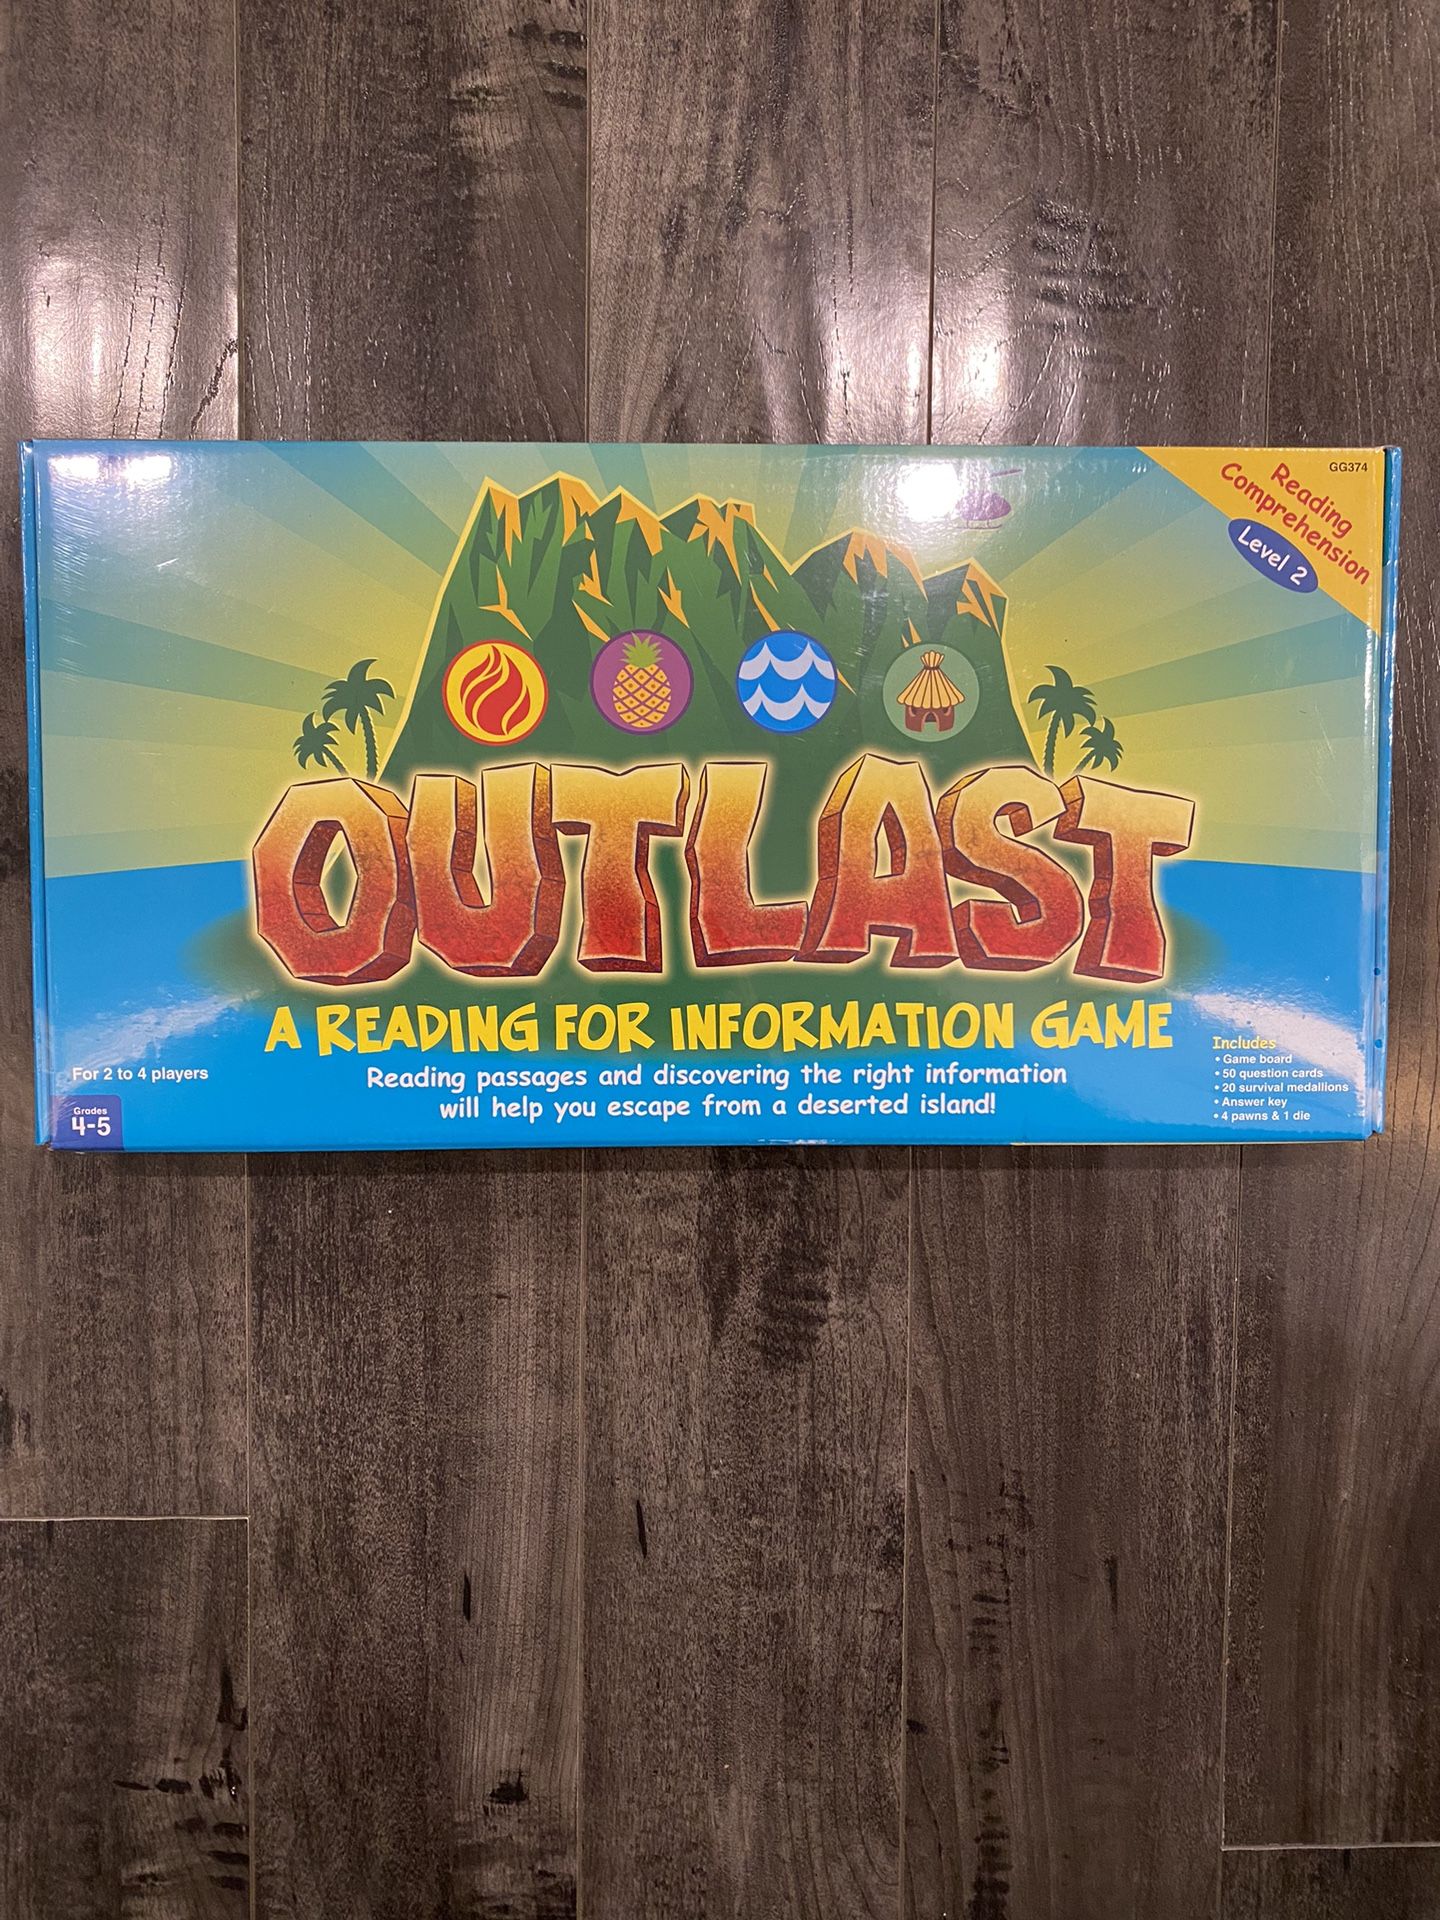 GG374
Reading
Comprehension
Level 2
OUTLAST
A READING FOR INFORMATION GAME
Reading passages and discovering the right information
will help you escape from a deserted island!
For 2 to 4 players
Grades
4-5
Includes
• Game board
• 50 question cards
• 20 survival medallions
• Answer key
• 4 pawns & 1 die